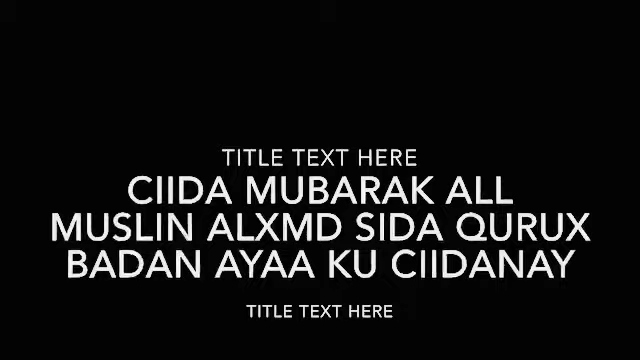 TITLE TEXT HERE
CIIDA MUBARAK ALL
MUSLIN ALXMD SIDA QURUX
BADAN AYAA KU CIIDANAY
TITLE TEXT HERE